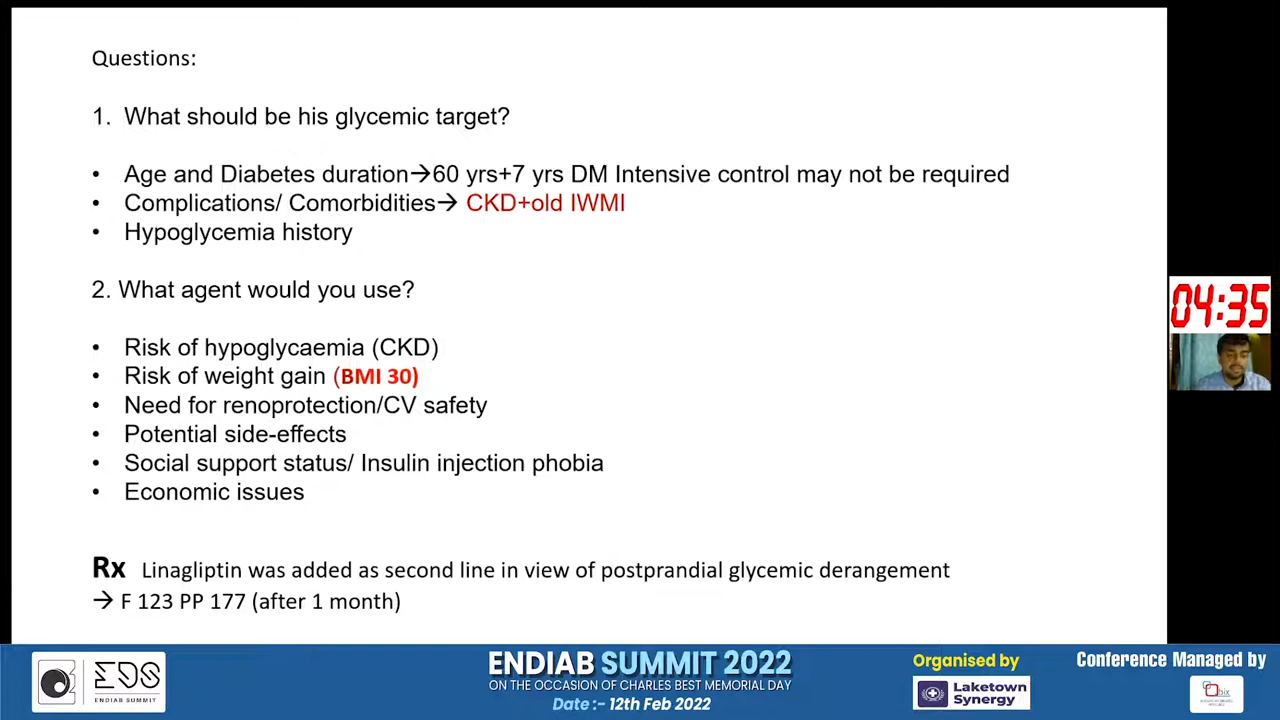 Questions:
1. What should be his glycemic target?
• Age and Diabetes duration→60 yrs+7 yrs DM Intensive control may not be required
• Complications/ Comorbidities→ CKD+old IWMI
• Hypoglycemia history
2. What agent would you use?
• Risk of hypoglycaemia (CKD)
• Risk of weight gain (BMI 30)
• Need for renoprotection/CV safety
• Potential side-effects
• Social support status/ Insulin injection phobia
• Economic issues
Rx Linagliptin was added as second line in view of postprandial glycemic derangement
→ F 123 PP 177 (after 1 month)
04:35
EDS
ENDIAB SUMMIT
ENDIAB SUMMIT 2022
ON THE OCCASION OF CHARLES BEST MEMORIAL DAY
Date :- 12th Feb 2022
Organised by
Laketown
Synergy
Conference Managed by